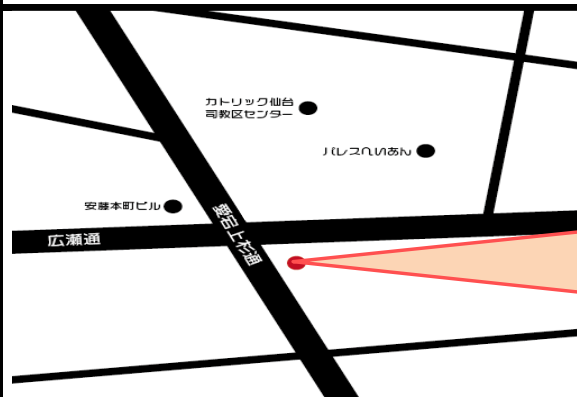 カトリック仙台
司教区センター
パレスへいあん
安藤本町ビル
愛宕上杉通
広瀬通